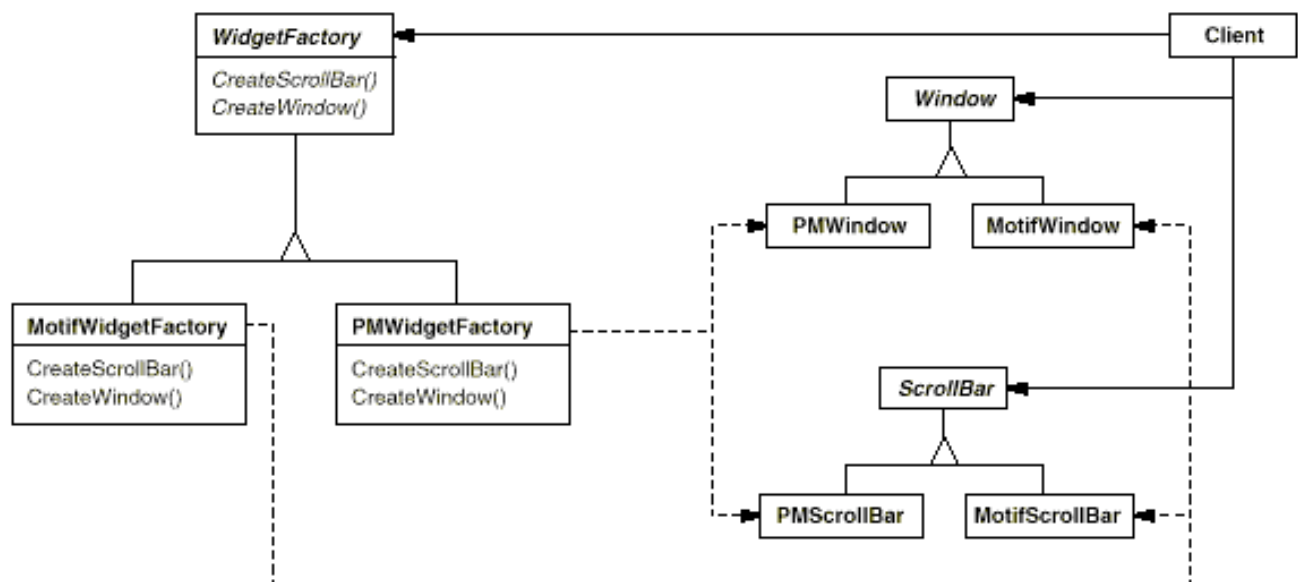 WidgetFactory
CreateScrollBar()
CreateWindow()
Client
Window
PMWindow
MotifWindow
MotifWidgetFactory
CreateScrollBar()
CreateWindow()
PMWidgetFactory
CreateScrollBar()
CreateWindow()
ScrollBar
PMScrollBar
MotifScrollBar